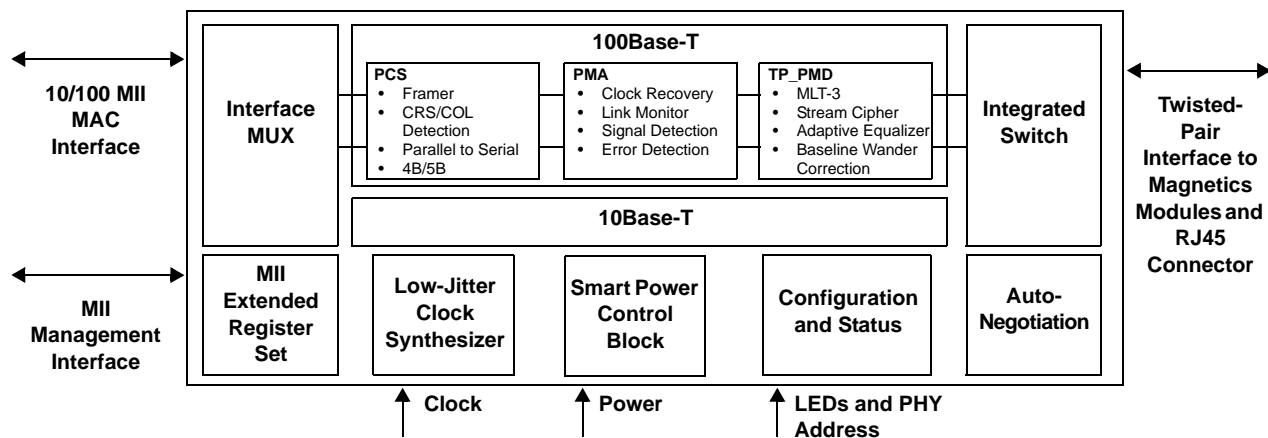 10/100 MII
MAC
Interface
MII
Management
Interface
Interface
MUX
100Base-T
PCS
• Framer
• CRS/COL
Detection
• Parallel to Serial
• 4B/5B
PMA
• Clock Recovery
• Link Monitor
• Signal Detection
• Error Detection
TP_PMD
• MLT-3
• Stream Cipher
• Adaptive Equalizer
• Baseline Wander
Correction
10Base-T
Integrated
Switch
MII
Extended
Register
Set
Low-Jitter
Clock
Synthesizer
Smart Power
Control
Block
Configuration
and Status
Auto-
Negotiation
Twisted-
Pair
Interface to
Magnetics
Modules and
RJ45
Connector
Clock
Power
LEDs and PHY
Address